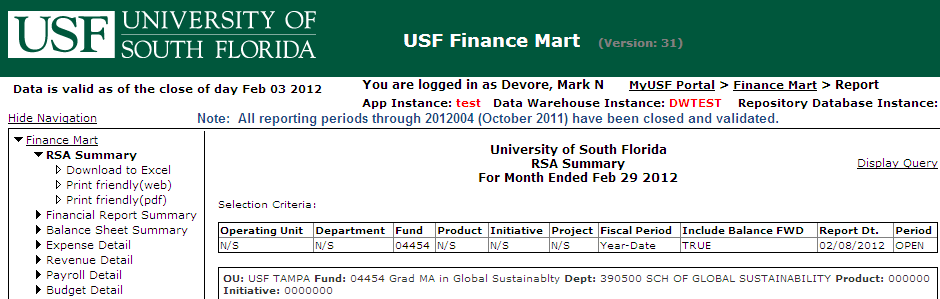 USF UNIVERSITY OF
SOUTH FLORIDA
USF Finance Mart (Version: 31)
Data is valid as of the close of day Feb 03 2012
You are logged in as Devore, Mark N MyUSF Portal > Finance Mart > Report
App Instance: test Data Warehouse Instance: DWTEST Repository Database Instance:
Hide Navigation
Note: All reporting periods through 2012004 (October 2011) have been closed and validated.
Finance Mart
RSA Summary
Download to Excel
Print friendly(web)
Print friendly(pdf)
Financial Report Summary
Balance Sheet Summary
Expense Detail
Revenue Detail
Payroll Detail
Budget Detail
University of South Florida
RSA Summary
For Month Ended Feb 29 2012
Display Query
Selection Criteria:
Operating Unit Department Fund Product Initiative Project Fiscal Period Include Balance FWD Report Dt. Period
N/S N/S 04454 N/S N/S N/S Year-Date TRUE 02/08/2012 OPEN
OU: USF TAMPA Fund: 04454 Grad MA in Global Sustainablty Dept: 390500 SCH OF GLOBAL SUSTAINABILITY Product: 000000
Initiative: 0000000